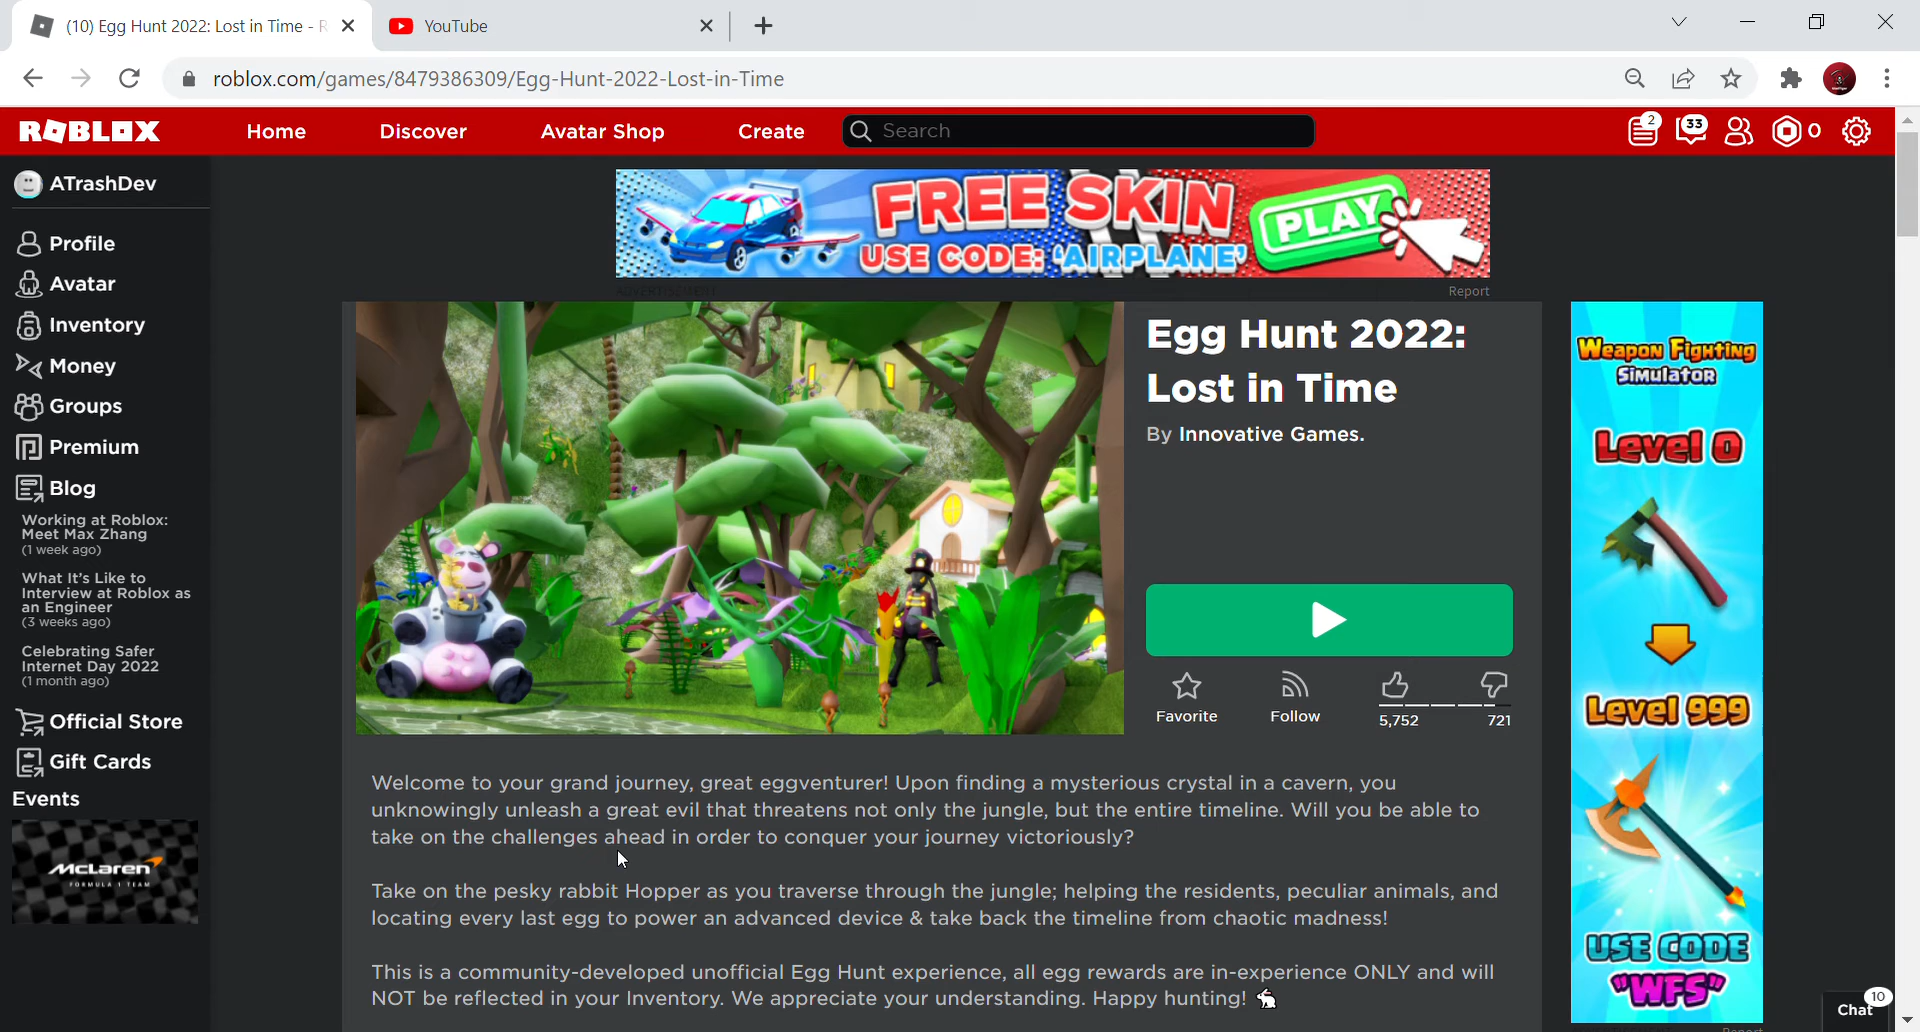 (10) Egg Hunt 2022: Lost in Time - R
YouTube
roblox.com/games/8479386309/Egg-Hunt-2022-Lost-in-Time
ROBLOX
Home
Discover
Avatar Shop
Create
Search
2
33
0
ATrashDev
Profile
Avatar
Inventory
Money
Groups
Premium
Blog
Working at Roblox:
Meet Max Zhang
(1 week ago)
What It's Like to
Interview at Roblox as
an Engineer
(3 weeks ago)
Celebrating Safer
Internet Day 2022
(1 month ago)
Official Store
Gift Cards
Events
McLaren
FORMULA 1 TEAM
FREE SKIN
USE CODE: 'AIRPLANE'
PLAY
ADVERTISEMENT
Report
Egg Hunt 2022:
Lost in Time
By Innovative Games.
Favorite
Follow
5,752
721
Welcome to your grand journey, great eggventurer! Upon finding a mysterious crystal in a cavern, you
unknowingly unleash a great evil that threatens not only the jungle, but the entire timeline. Will you be able to
take on the challenges ahead in order to conquer your journey victoriously?
Take on the pesky rabbit Hopper as you traverse through the jungle; helping the residents, peculiar animals, and
locating every last egg to power an advanced device & take back the timeline from chaotic madness!
This is a community-developed unofficial Egg Hunt experience, all egg rewards are in-experience ONLY and will
NOT be reflected in your Inventory. We appreciate your understanding. Happy hunting! 🐇
Weapon Fighting
Simulator
Level 0
Level 999
USE CODE
"WFS"
Chat
10
Report